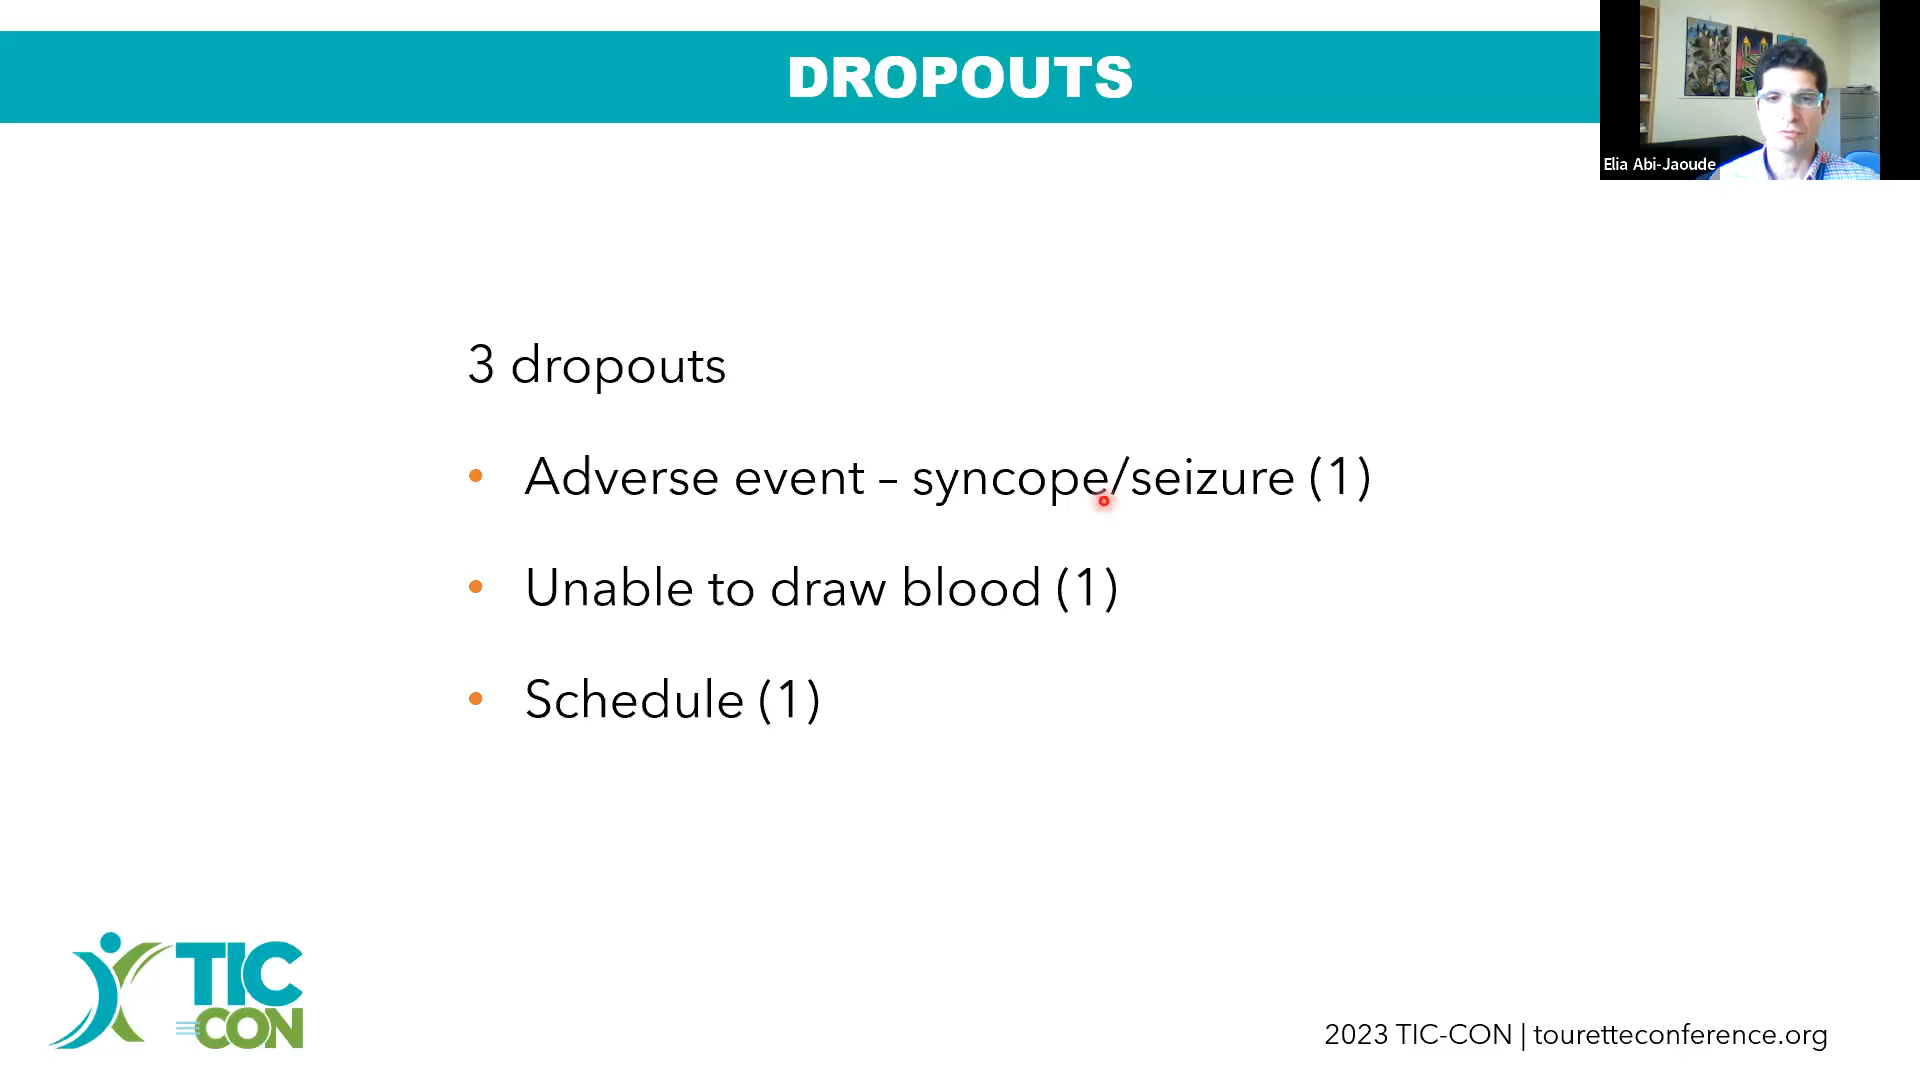 DROPOUTS
Elia Abi-Jaoude
3 dropouts
• Adverse event – syncope/seizure (1)
• Unable to draw blood (1)
• Schedule (1)
TIC
CON
2023 TIC-CON | touretteconference.org